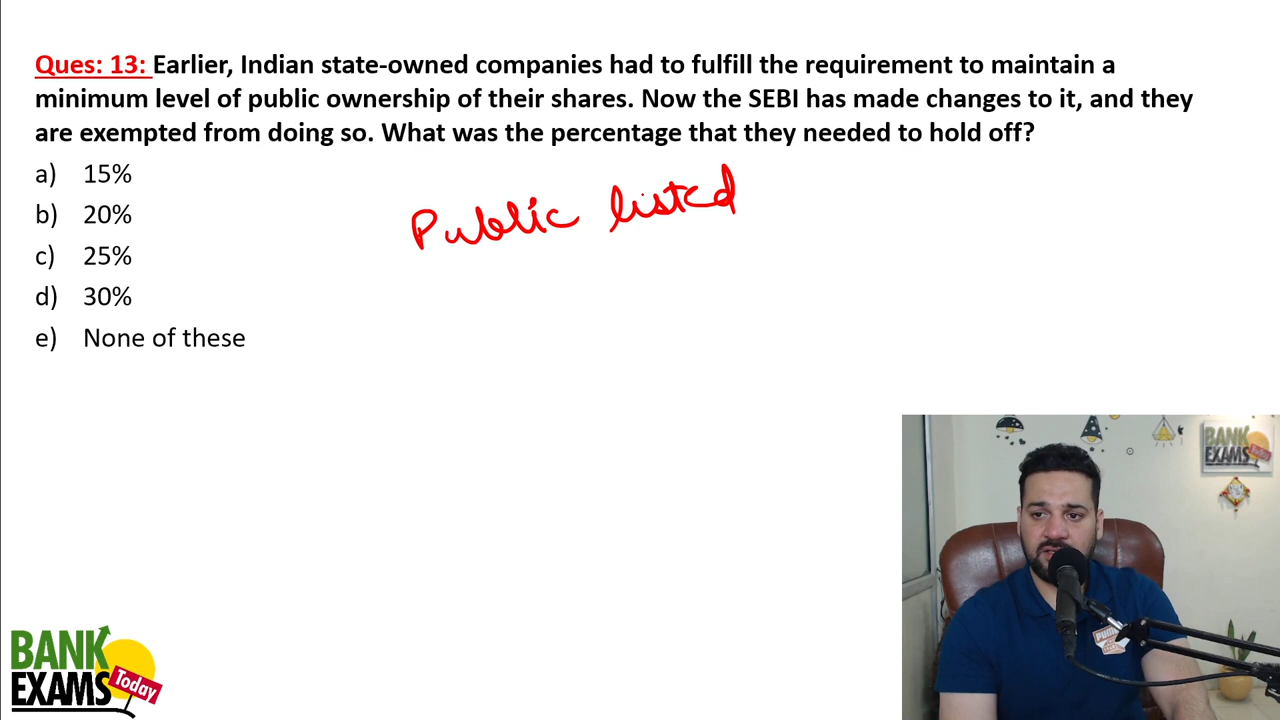 Ques: 13: Earlier, Indian state-owned companies had to fulfill the requirement to maintain a
minimum level of public ownership of their shares. Now the SEBI has made changes to it, and they
are exempted from doing so. What was the percentage that they needed to hold off?
a) 15%
b) 20%
c) 25%
d) 30%
e) None of these
Public listed
BANK
EXAMS
BANK
EXAMS
Today